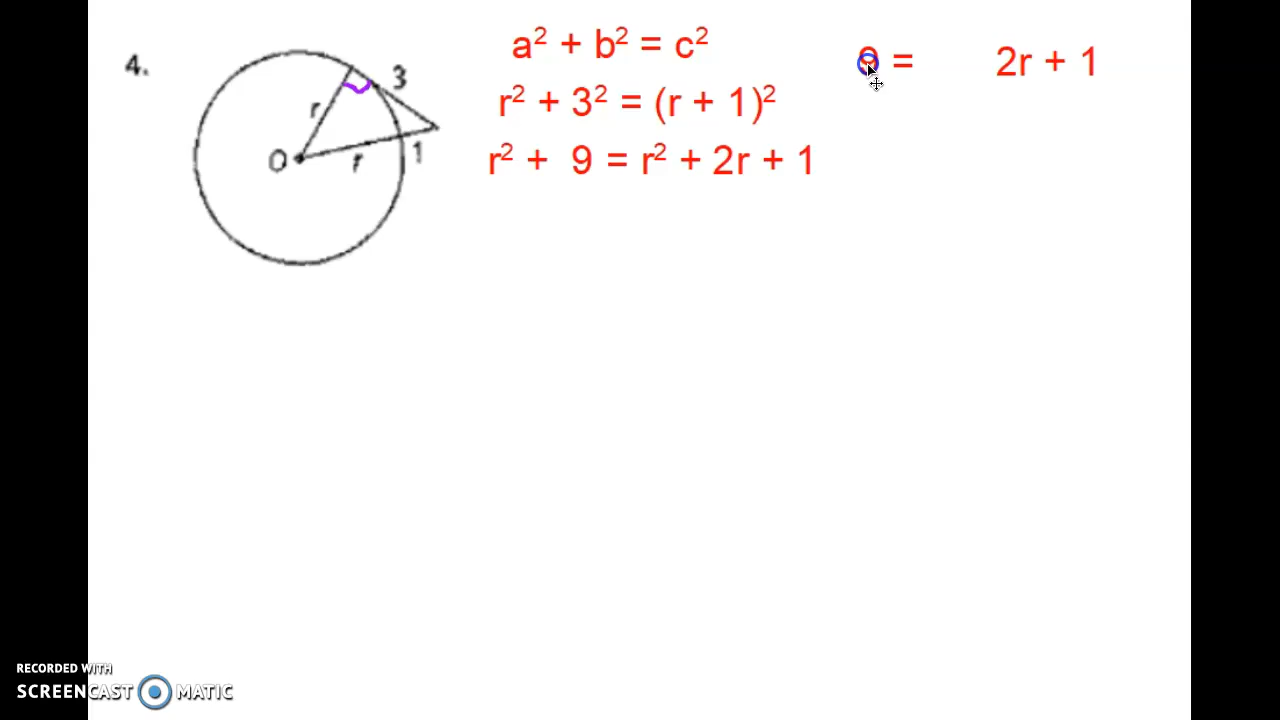 4.
3
r
O
r
1
a² + b² = c²
r² + 3² = (r + 1)²
r² + 9 = r² + 2r + 1
9 = 2r + 1
RECORDED WITH
SCREENCAST MATIC